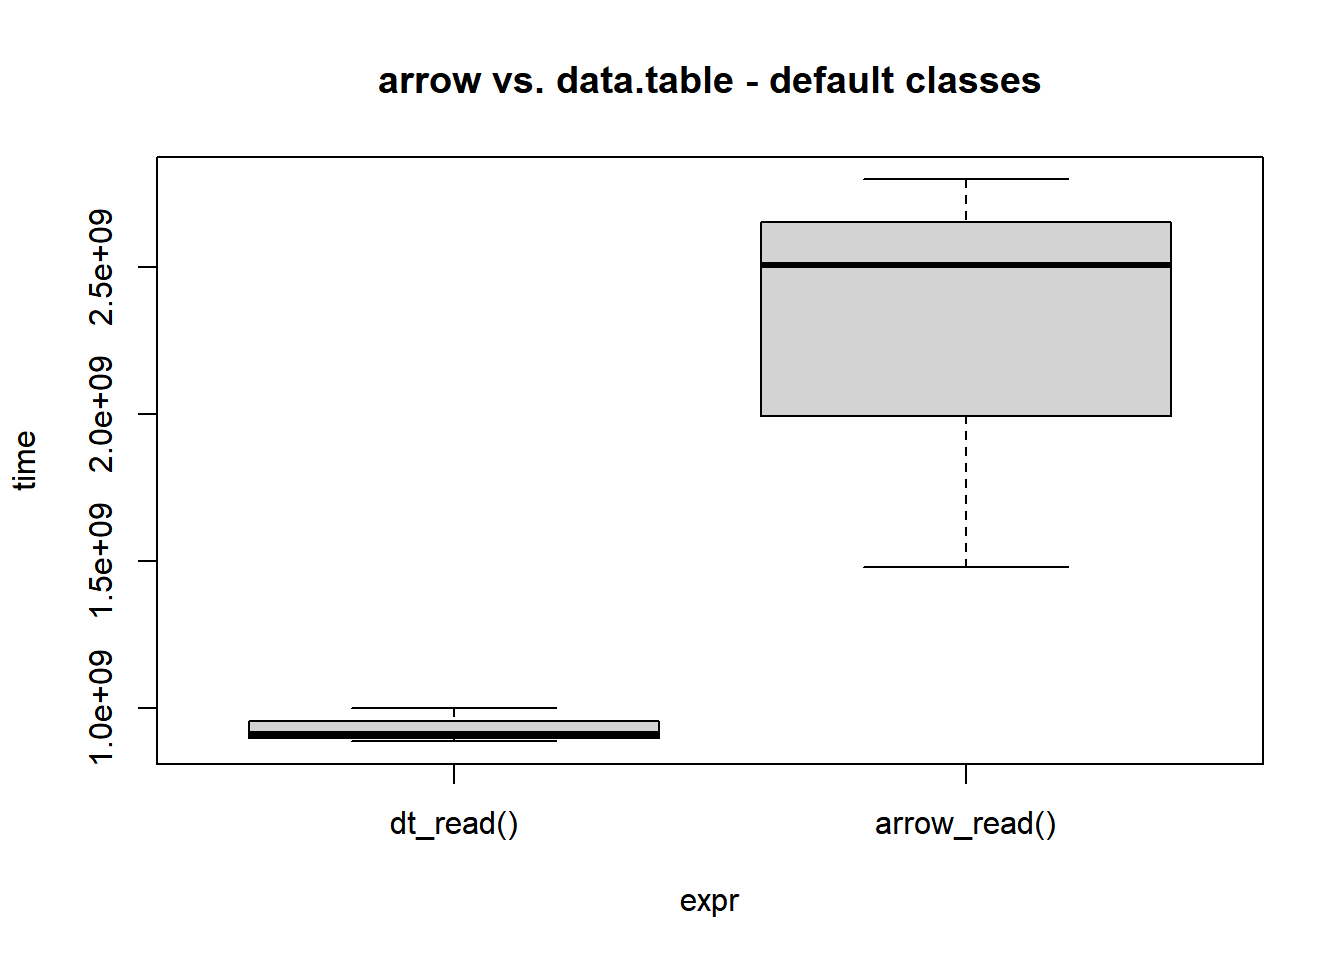 arrow vs. data.table - default classes
time
2.5e+09
2.0e+09
1.5e+09
1.0e+09
dt_read()
arrow_read()
expr